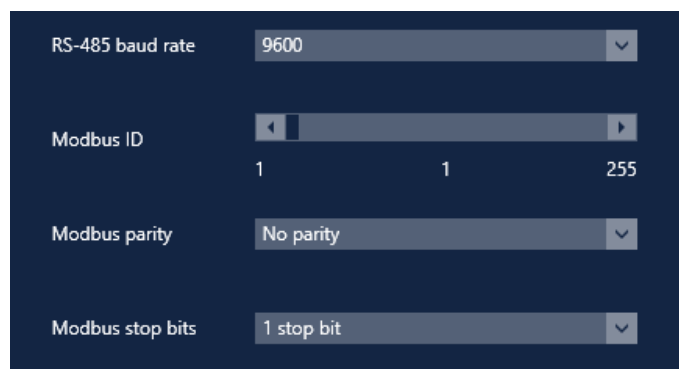 RS-485 baud rate 9600
Modbus ID
1 1 255
Modbus parity No parity
Modbus stop bits 1 stop bit